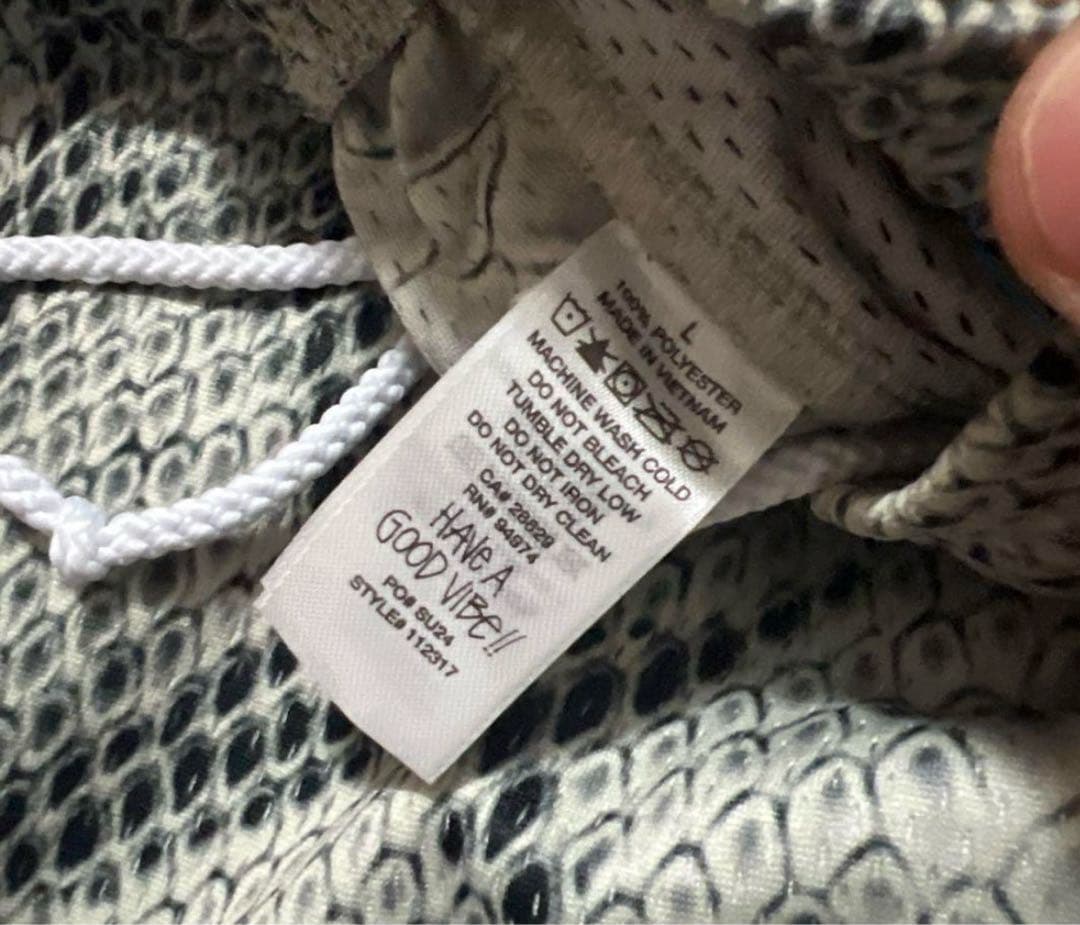 L
100% POLYESTER
MADE IN VIETNAM
MACHINE WASH COLD
DO NOT BLEACH
TUMBLE DRY LOW
DO NOT IRON
DO NOT DRY CLEAN
CA# 28829
RN# 94974
HAVE A
GOOD VIBE!!
PO# SU24
STYLE# 112317